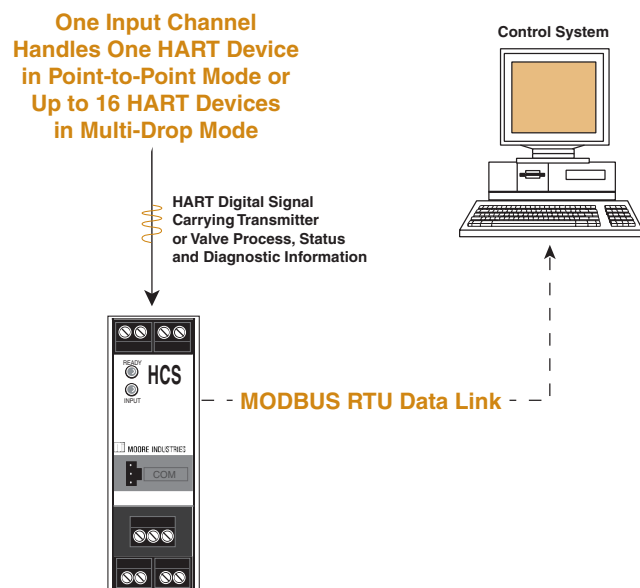 One Input Channel
Handles One HART Device
in Point-to-Point Mode or
Up to 16 HART Devices
in Multi-Drop Mode
Control System
HART Digital Signal
Carrying Transmitter
or Valve Process, Status
and Diagnostic Information
READY
HCS
INPUT
MODBUS RTU Data Link
MOORE INDUSTRIES
COM